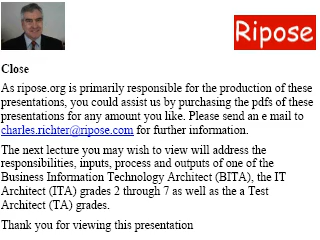 Ripose
Close
As ripose.org is primarily responsible for the production of these
presentations, you could assist us by purchasing the pdfs of these
presentations for any amount you like. Please send an e mail to
charles.richter@ripose.com for further information.
The next lecture you may wish to view will address the
responsibilities, inputs, process and outputs of one of the
Business Information Technology Architect (BITA), the IT
Architect (ITA) grades 2 through 7 as well as the a Test
Architect (TA) grades.
Thank you for viewing this presentation